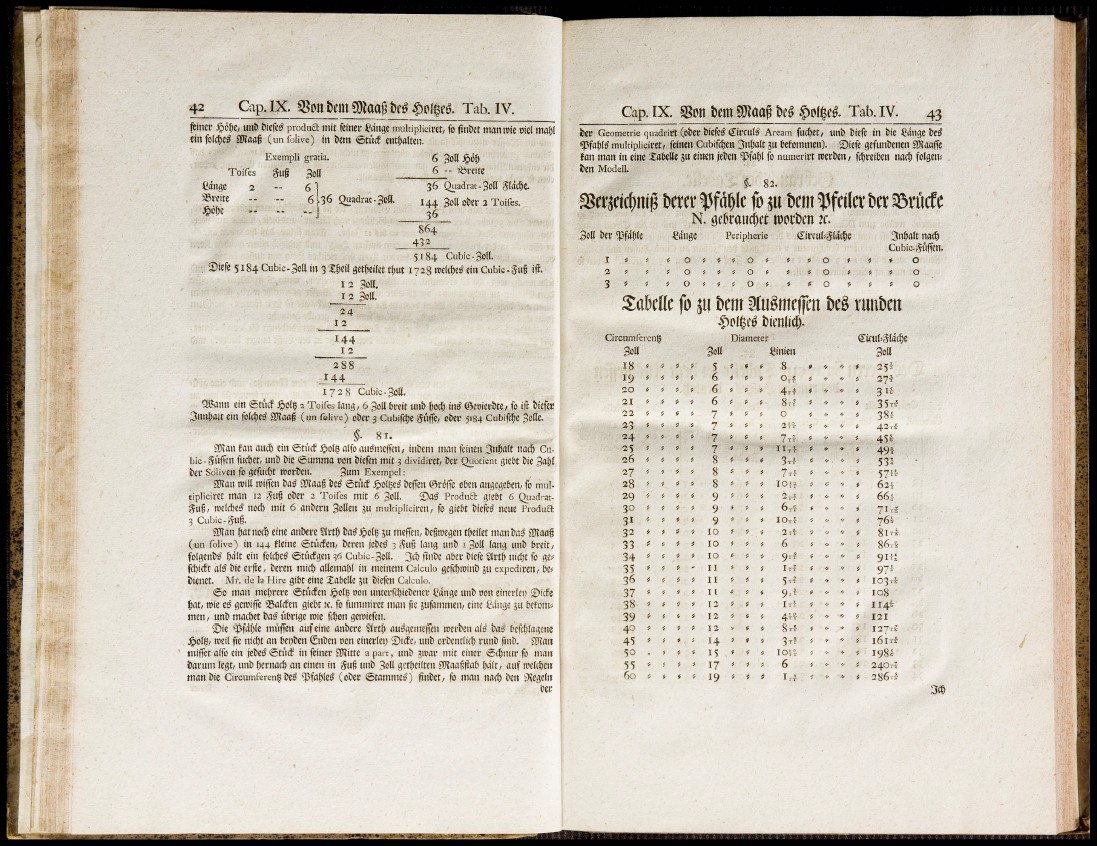 42 Cap. IX. Von dem Maaß des Holtzes. Tab. IV.
seiner Höhe, und dieses product mit seiner Länge multipliciret, so findet man wie viel mahl
ein solches Maaß (un solive) in dem Stück enthalten.
Exempli gratia.
Toises Fuß Zoll
Länge 2 -- 6
Breite -- -- 6
Höhe -- -- --
36 Quadrat-Zoll.
6 Zoll Höh
6 -- Breite
36 Quadrat-Zoll Fläche.
144 Zoll oder 2 Toises.
36
864
432
5184 Cubic-Zoll.
Diese 5184 Cubic-Zoll in 3 Theil getheilet thut 1728 welches ein Cubic-Fuß ist.
12 Zoll.
12 Zoll.
24
12
144
12
288
144
1728 Cubic-Zoll.
Wann ein Stück Holtz 2 Toises lang, 6 Zoll breit und hoch ins Gevierdte, so ist dieser
Innhalt ein solches Maaß (un solive) oder 3 Cubische Füsse, oder 5184 Cubische Zolle.
§. 81.
Man kan auch ein Stück Holtz also ausmessen, indem man seinen Inhalt nach Cu-
bic-Füssen suchet, und die Summa von diesen mit 3 dividiret, der Quotient giebt die Zahl
der Soliven so gesucht worden. Zum Exempel:
Man will wissen das Maaß des Stück Holtzes dessen Grösse oben angegeben, so mul-
tipliciret man 12 Fuß oder 2 Toises mit 6 Zoll. Das Product giebt 6 Quadrat-
Fuß, welches noch mit 6 andern Zollen zu multipliciren, so giebt dieses neue Product
3 Cubic-Fuß.
Man hat noch eine andere Arth das Holtz zu messen, deßwegen theilet man das Maaß
(un solive) in 144 kleine Stücken, deren jedes 3 Fuß lang und 1 Zoll lang und breit,
folgends hält ein solches Stückgen 36 Cubic-Zoll. Ich finde aber diese Arth nicht so ge-
schickt als die erste, deren mich allemahl in meinem Calculo geschwind zu expediren, be-
dienet. Mr. de la Hire gibt eine Tabelle zu diesen Calculo.
So man mehrere Stücken Holtz von unterschiedener Länge und von einerley Dicke
hat, wie es gewisse Balcken giebt ꝛc. so summiret man sie zusammen, eine Länge zu bekom-
men, und machet das übrige wie schon gewiesen.
Die Pfähle müssen auf eine andere Arth ausgemessen werden als das beschlagene
Holtz, weil sie nicht an beyden Enden von einerley Dicke, und ordentlich rund sind. Man
misset also ein jedes Stück in seiner Mitte a part, und zwar mit einer Schnur so man
darum legt, und hernach an einen in Fuß und Zoll getheilten Maaßstab hält, auf welchen
man die Circumferentz des Pfahles (oder Stammes) findet, so man nach den Regeln
der
Cap. IX. Von dem Maaß des Holtzes. Tab. IV. 43
der Geometrie quadrirt (oder dieses Circuls Aream suchet, und diese in die Länge des
Pfahls multipliciret, seinen Cubischen Inhalt zu bekommen). Diese gefundenen Maasse
kan man in eine Tabelle zu einen jeden Pfahl so numerirt werden, schreiben nach folgen-
den Modell.
§. 82.
Verzeichniß derer Pfähle so zu dem Pfeiler der Brücke
N. gebrauchet worden ꝛc.
Zoll der Pfähle Länge Peripherie Circul-Fläche Inhalt nach
Cubic-Füssen.
1 0 0 0 0
2 0 0 0 0
3 0 0 0 0
Tabelle so zu dem Ausmessen des runden
Holtzes dienlich.
Circumferentz Diameter Cicul-Fläche
Zoll Zoll Linien Zoll
18 5 8 25
19 6 0 27
20 6 4 31
21 6 8 35
22 7 0 38
23 7 2 42
24 7 7 45
25 7 11 49
26 8 3 53
27 8 7 57
28 8 10 62
29 9 2 66
30 9 6 71
31 9 10 76
32 10 2 81
33 10 6 86
34 10 9 91
35 11 1 97
36 11 5 103
37 11 9 108
38 12 1 114
39 12 4 121
40 12 8 127
45 14 3 161
50 15 10 198
55 17 6 240
60 19 1 286
Ich